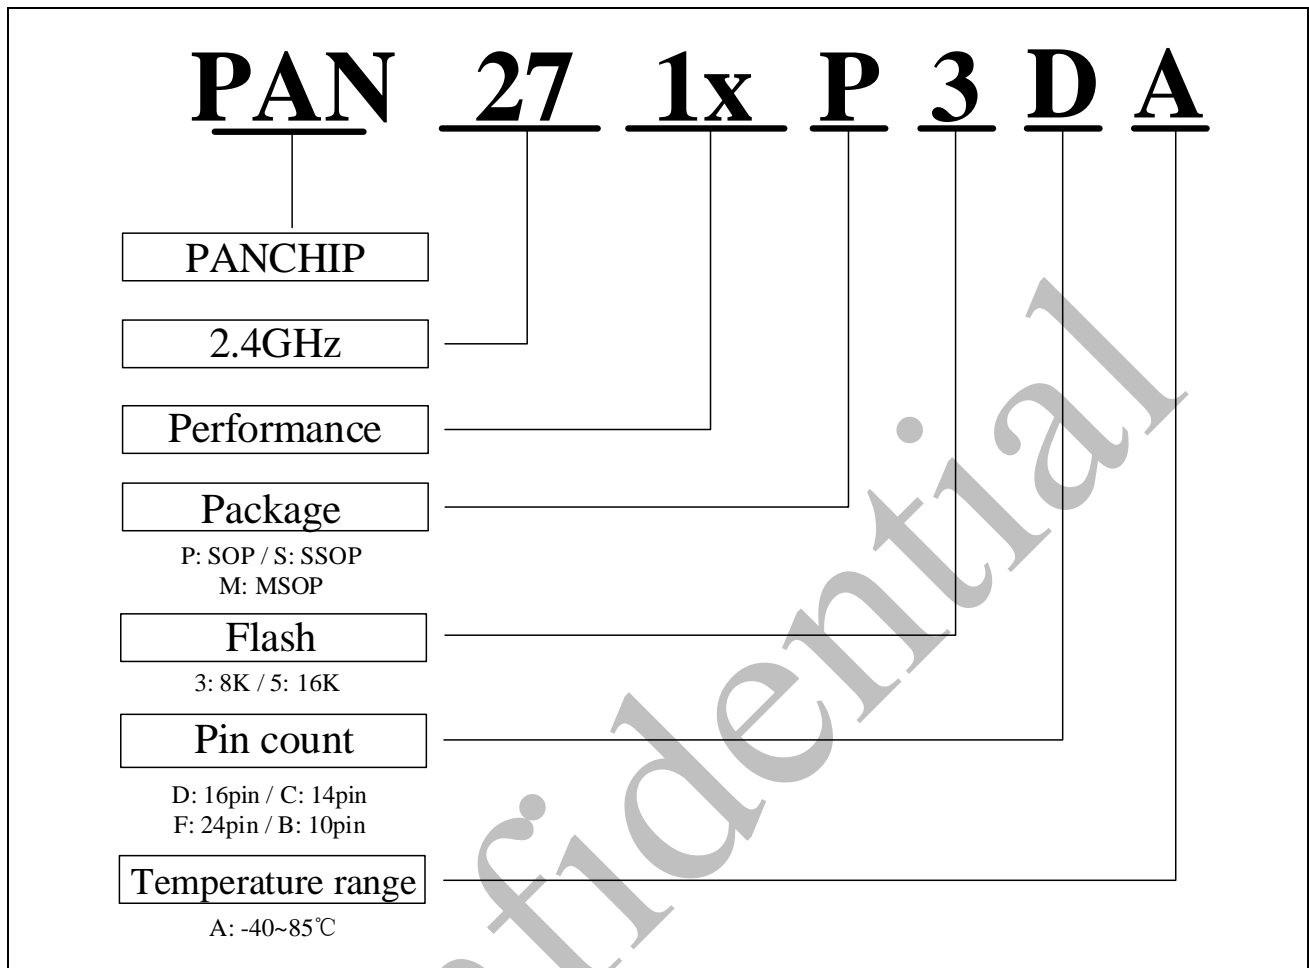 PAN 27 1x P 3 D A
PANCHIP
2.4GHz
Performance
Package
P: SOP / S: SSOP
M: MSOP
Flash
3: 8K / 5: 16K
Pin count
D: 16pin / C: 14pin
F: 24pin / B: 10pin
Temperature range
A: -40~85℃
fidential